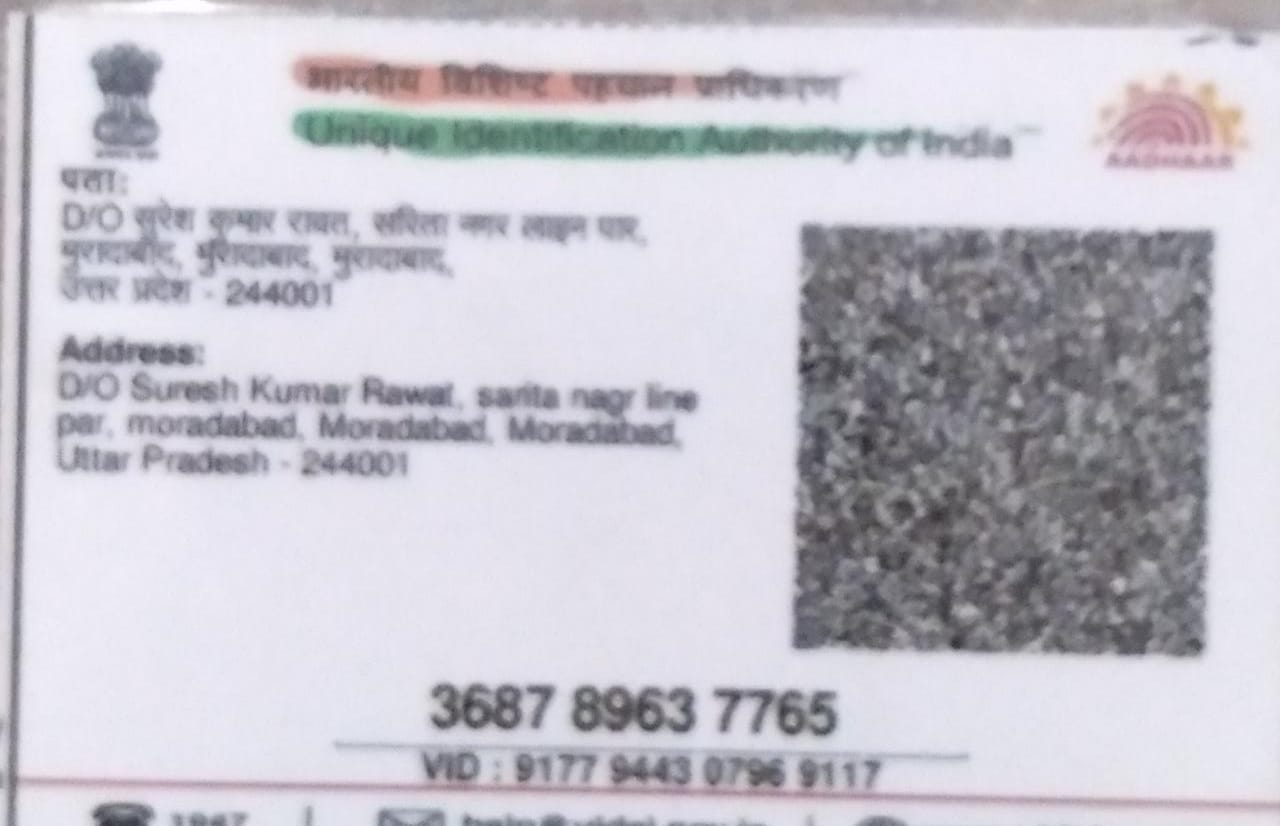 भारतीय विशिष्ट पहचान प्राधिकरण
Unique Identification Authority of India
AADHAAR
पता:
D/O सुरेश कुमार रावत, सरिता नगर लाइन पार,
मुरादाबाद, मुरादाबाद, मुरादाबाद,
उत्तर प्रदेश - 244001
Address:
D/O Suresh Kumar Rawat, sarita nagr line
par, moradabad, Moradabad, Moradabad,
Uttar Pradesh - 244001
3687 8963 7765
VID : 9177 9443 0796 9117
1947